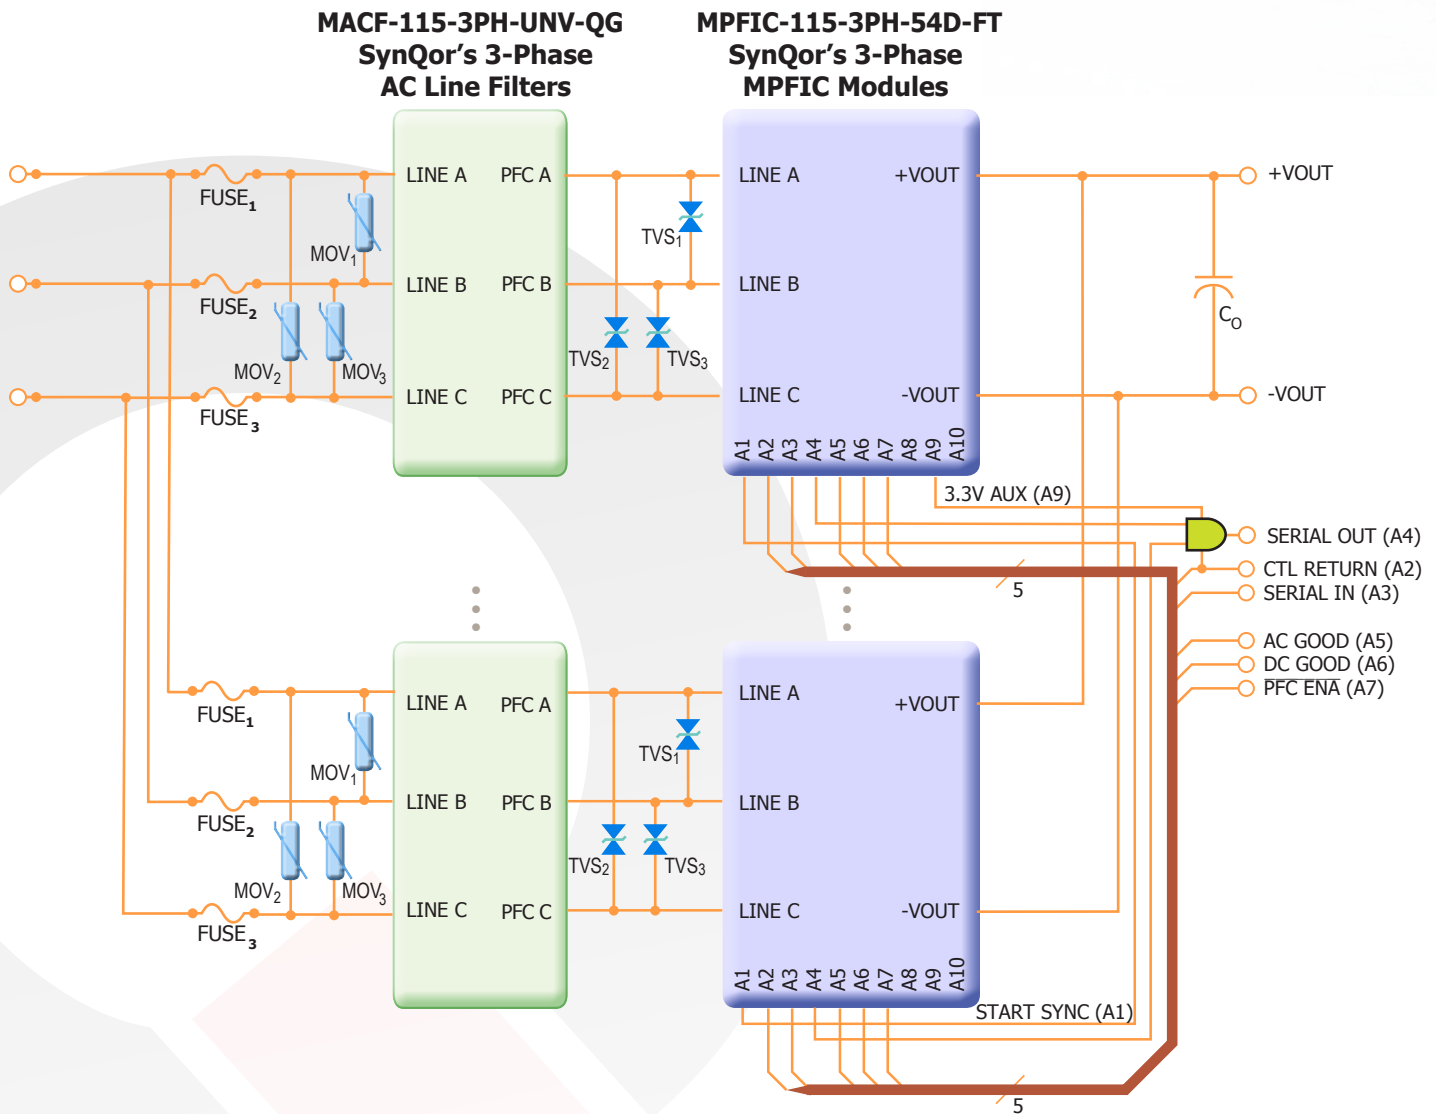 MACF-115-3PH-UNV-QG
SynQor's 3-Phase
AC Line Filters
MPFIC-115-3PH-54D-FT
SynQor's 3-Phase
MPFIC Modules
FUSE1
FUSE2
FUSE3
MOV1
MOV2
MOV3
LINE A
PFC A
LINE B
PFC B
LINE C
PFC C
TVS1
TVS2
TVS3
LINE A
+VOUT
LINE B
LINE C
-VOUT
A1
A2
A3
A4
A5
A6
A7
A8
A9
A10
+VOUT
CO
-VOUT
3.3V AUX (A9)
5
SERIAL OUT (A4)
CTL RETURN (A2)
SERIAL IN (A3)
AC GOOD (A5)
DC GOOD (A6)
PFC ENA (A7)
FUSE1
FUSE2
FUSE3
MOV1
MOV2
MOV3
LINE A
PFC A
LINE B
PFC B
LINE C
PFC C
TVS1
TVS2
TVS3
LINE A
+VOUT
LINE B
LINE C
-VOUT
A1
A2
A3
A4
A5
A6
A7
A8
A9
A10
START SYNC (A1)
5